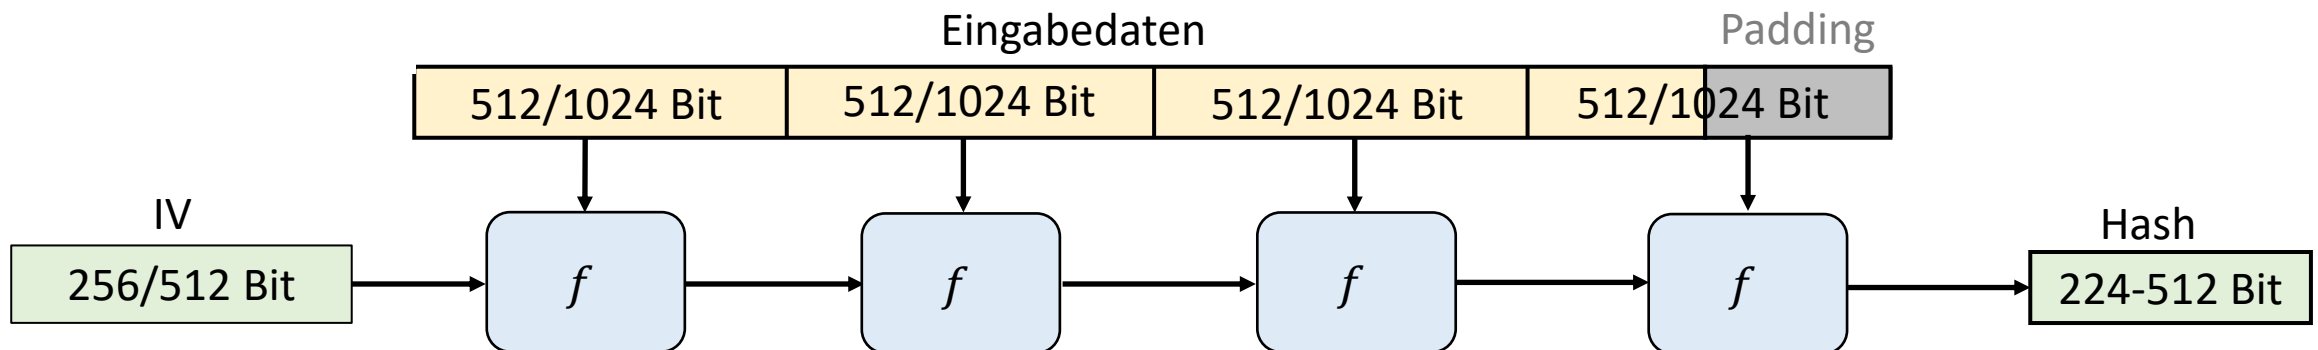 Eingabedaten
Padding
512/1024 Bit
512/1024 Bit
512/1024 Bit
512/1024 Bit
IV
256/512 Bit
f
f
f
f
Hash
224-512 Bit